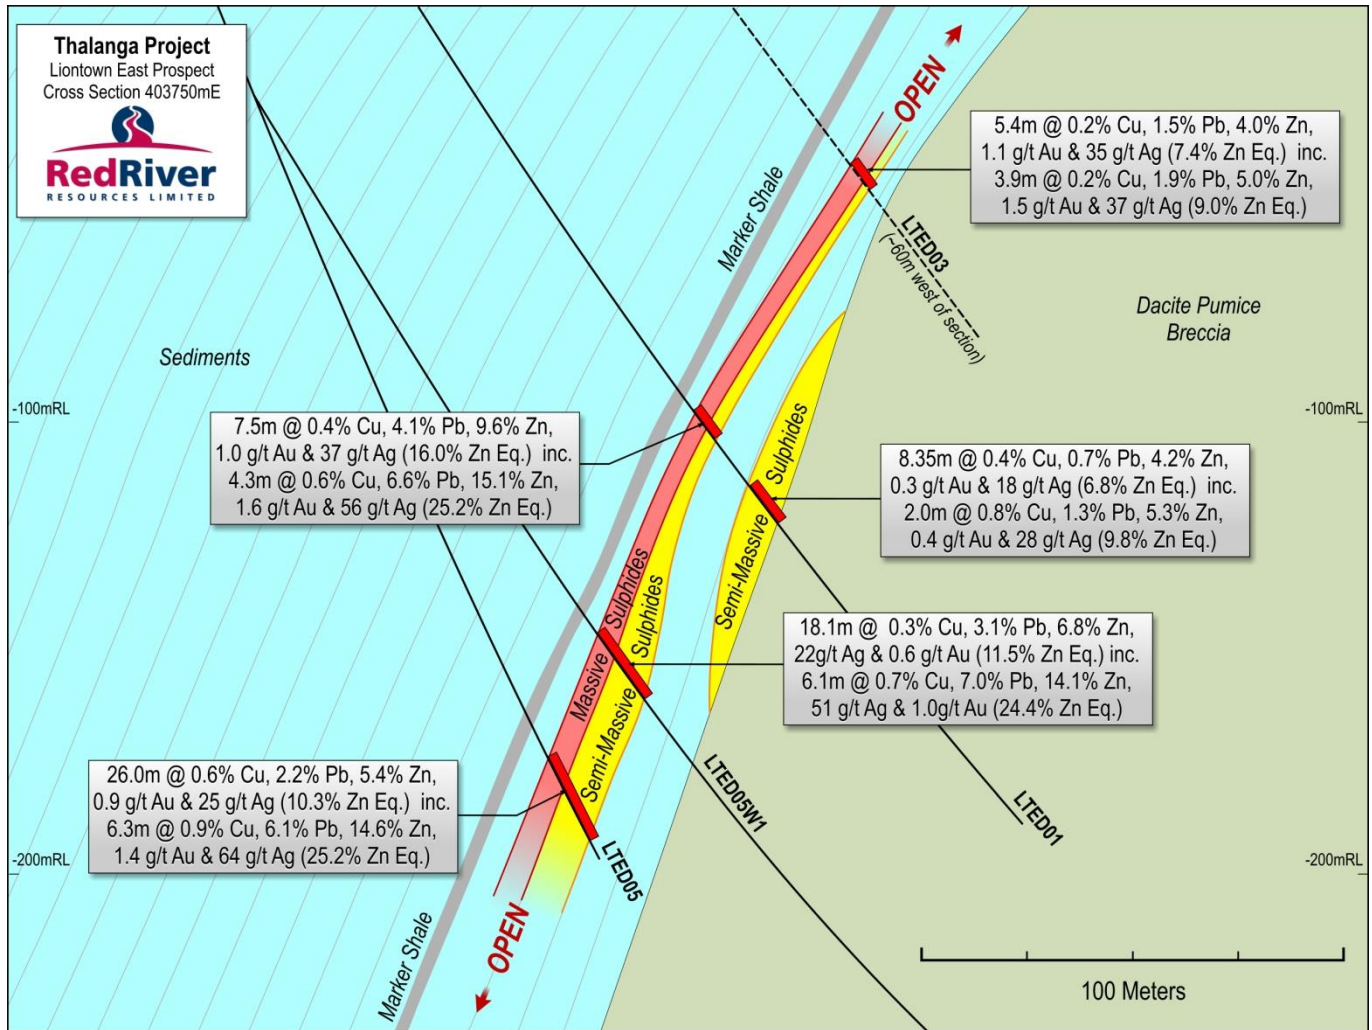 Thalanga Project
Liontown East Prospect
Cross Section 403750mE
RedRiver
RESOURCES LIMITED
OPEN
5.4m @ 0.2% Cu, 1.5% Pb, 4.0% Zn,
1.1 g/t Au & 35 g/t Ag (7.4% Zn Eq.) inc.
3.9m @ 0.2% Cu, 1.9% Pb, 5.0% Zn,
1.5 g/t Au & 37 g/t Ag (9.0% Zn Eq.)
Marker Shale
LTED03
(~60m west of section)
Dacite Pumice
Breccia
Sediments
-100mRL
-100mRL
7.5m @ 0.4% Cu, 4.1% Pb, 9.6% Zn,
1.0 g/t Au & 37 g/t Ag (16.0% Zn Eq.) inc.
4.3m @ 0.6% Cu, 6.6% Pb, 15.1% Zn,
1.6 g/t Au & 56 g/t Ag (25.2% Zn Eq.)
8.35m @ 0.4% Cu, 0.7% Pb, 4.2% Zn,
0.3 g/t Au & 18 g/t Ag (6.8% Zn Eq.) inc.
2.0m @ 0.8% Cu, 1.3% Pb, 5.3% Zn,
0.4 g/t Au & 28 g/t Ag (9.8% Zn Eq.)
Semi-Massive Sulphides
Massive Sulphides
Semi-Massive Sulphides
18.1m @ 0.3% Cu, 3.1% Pb, 6.8% Zn,
22g/t Ag & 0.6 g/t Au (11.5% Zn Eq.) inc.
6.1m @ 0.7% Cu, 7.0% Pb, 14.1% Zn,
51 g/t Ag & 1.0g/t Au (24.4% Zn Eq.)
26.0m @ 0.6% Cu, 2.2% Pb, 5.4% Zn,
0.9 g/t Au & 25 g/t Ag (10.3% Zn Eq.) inc.
6.3m @ 0.9% Cu, 6.1% Pb, 14.6% Zn,
1.4 g/t Au & 64 g/t Ag (25.2% Zn Eq.)
LTED05W1
LTED01
-200mRL
LTED05
-200mRL
OPEN
Marker Shale
100 Meters